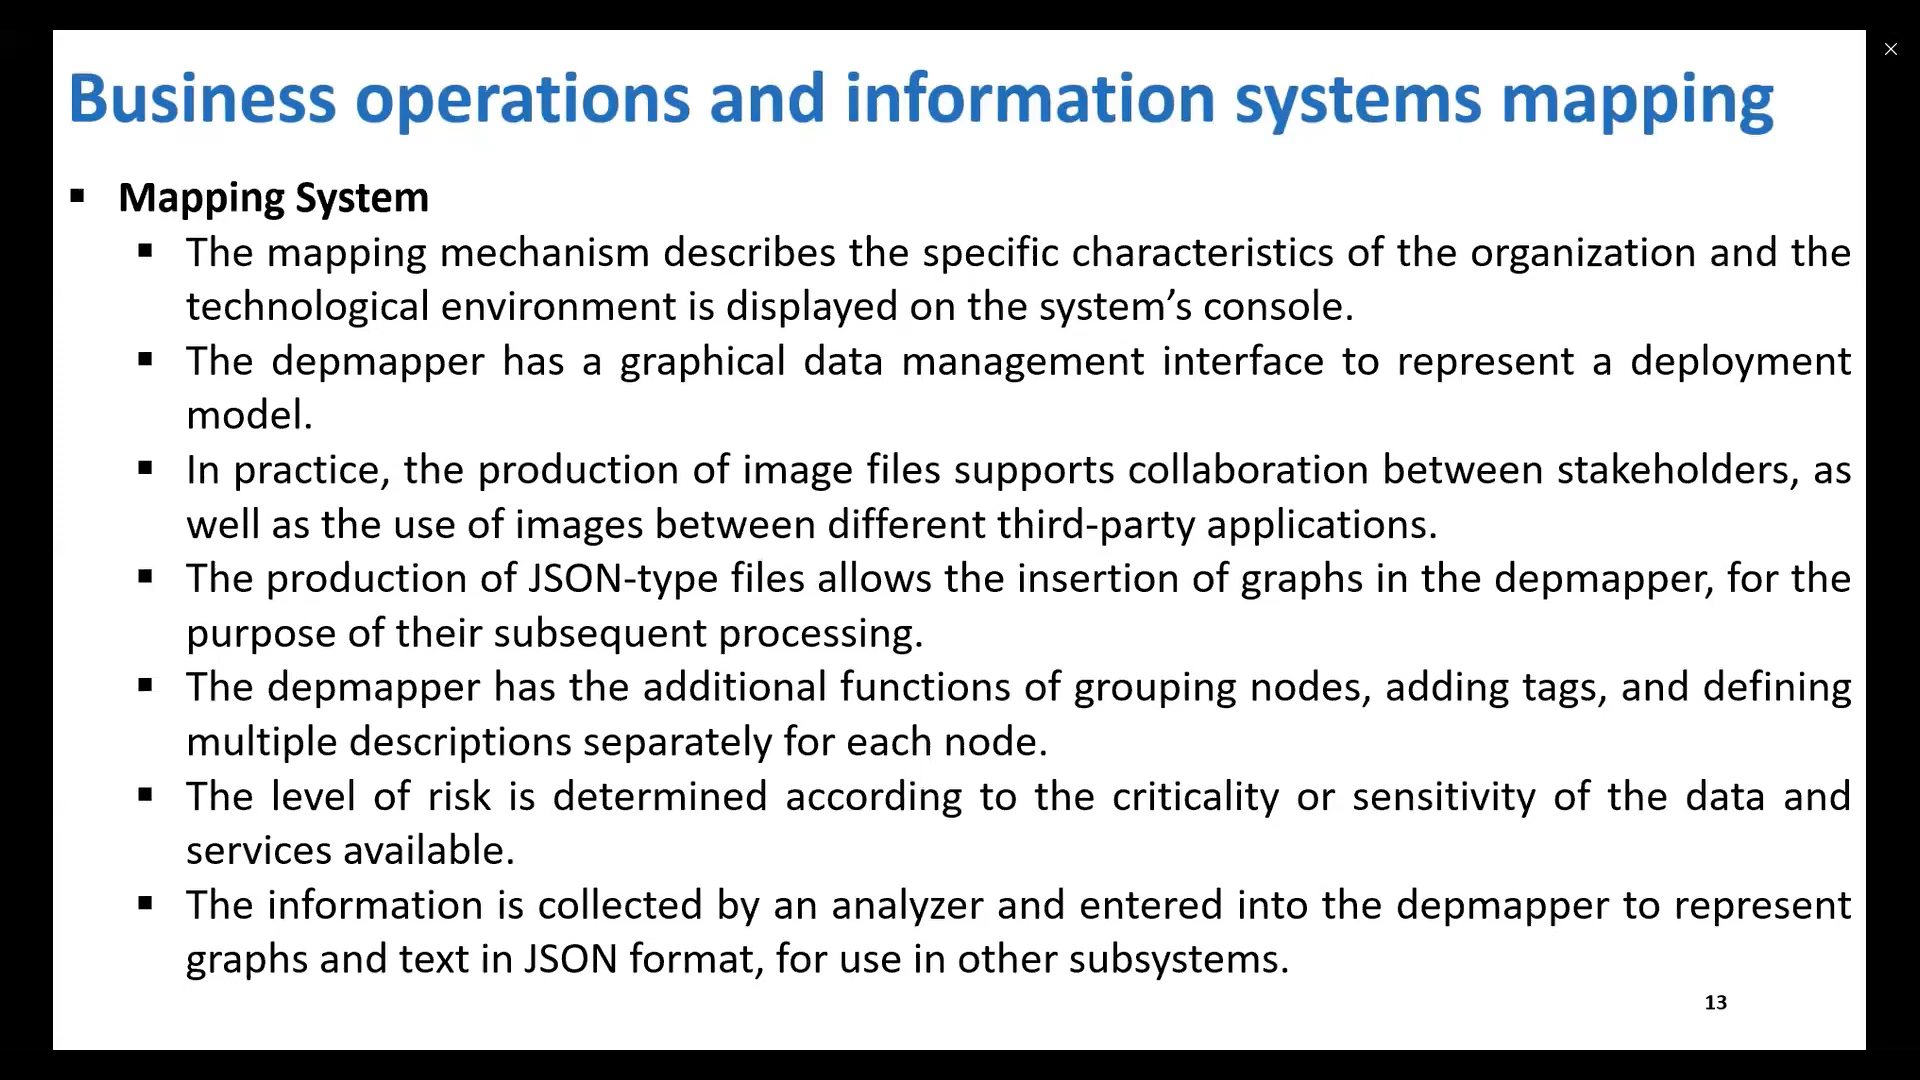 Business operations and information systems mapping
▪ Mapping System
▪ The mapping mechanism describes the specific characteristics of the organization and the
technological environment is displayed on the system’s console.
▪ The depmapper has a graphical data management interface to represent a deployment
model.
▪ In practice, the production of image files supports collaboration between stakeholders, as
well as the use of images between different third-party applications.
▪ The production of JSON-type files allows the insertion of graphs in the depmapper, for the
purpose of their subsequent processing.
▪ The depmapper has the additional functions of grouping nodes, adding tags, and defining
multiple descriptions separately for each node.
▪ The level of risk is determined according to the criticality or sensitivity of the data and
services available.
▪ The information is collected by an analyzer and entered into the depmapper to represent
graphs and text in JSON format, for use in other subsystems.
13